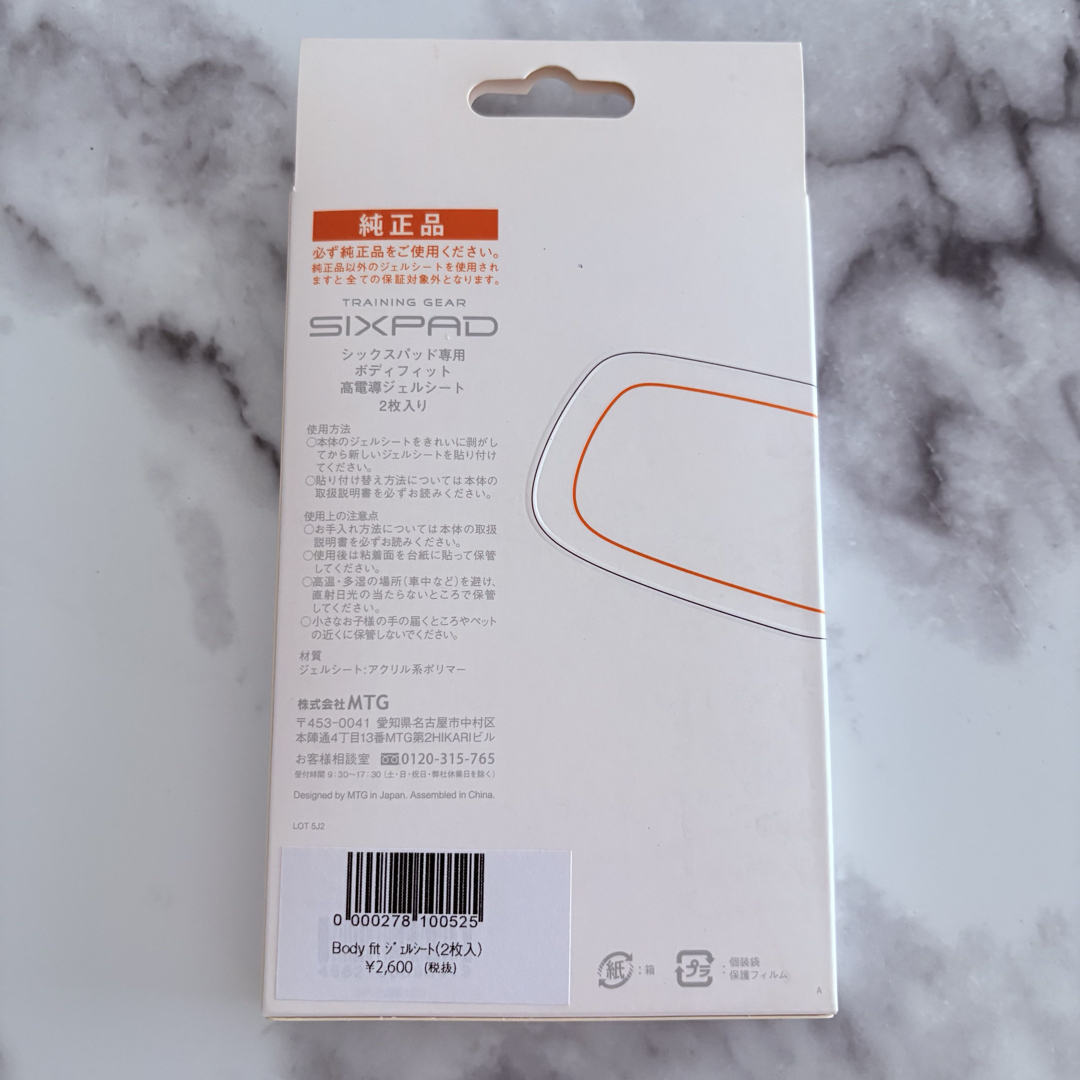 純正品
必ず純正品をご使用ください。
純正品以外のジェルシートを使用され
ますと全ての保証対象外となります。
TRAINING GEAR
SIXPAD
シックスパッド専用
ボディフィット
高電導ジェルシート
2枚入り
使用方法
○本体のジェルシートをきれいに剥がし
てから新しいジェルシートを貼り付け
てください。
○貼り付け替え方法については本体の
取扱説明書を必ずお読みください。
使用上の注意点
○お手入れ方法については本体の取扱
説明書を必ずお読みください。
○使用後は粘着面を台紙に貼って保管
してください。
○高温・多湿の場所(車中など)を避け、
直射日光の当たらないところで保管
してください。
○小さなお子様の手の届くところやペット
の近くに保管しないでください。
材質
ジェルシート:アクリル系ポリマー
株式会社MTG
〒453-0041 愛知県名古屋市中村区
本陣通4丁目13番MTG第2HIKARIビル
お客様相談室 0120-315-765
受付時間 9:30〜17:30 (土・日・祝日・弊社休業日を除く)
Designed by MTG in Japan. Assembled in China.
LOT 5J2
0 000278 100525
Body fit ｼﾞｪﾙｼｰﾄ(2枚入)
¥2,600 (税抜)
紙 : 箱
プラ : 個装袋
保護フィルム
A